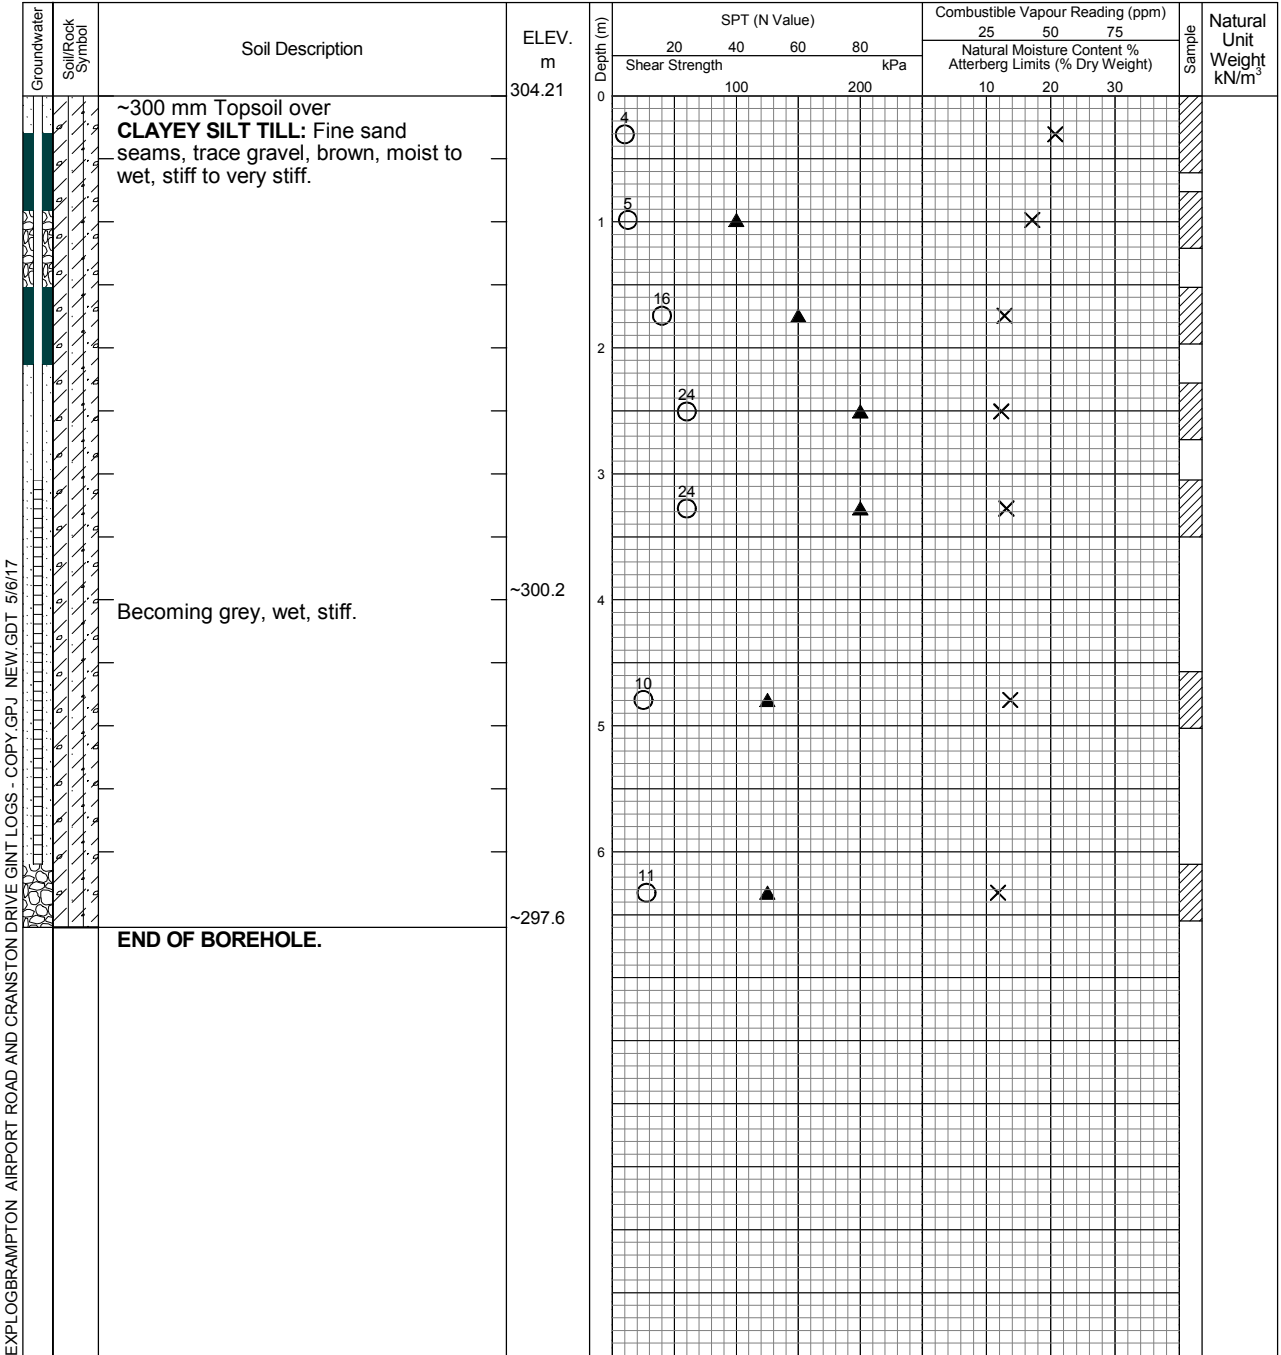 Groundwater
Soil/Rock
Symbol
Soil Description
ELEV.
m
304.21
Depth (m)
SPT (N Value)
20 40 60 80
Shear Strength kPa
100 200
Combustible Vapour Reading (ppm)
25 50 75
Natural Moisture Content %
Atterberg Limits (% Dry Weight)
10 20 30
Sample
Natural
Unit
Weight
kN/m³
0
~300 mm Topsoil over
CLAYEY SILT TILL: Fine sand
seams, trace gravel, brown, moist to
wet, stiff to very stiff.
4
5
1
16
2
24
3
24
~300.2
4
Becoming grey, wet, stiff.
10
5
6
11
~297.6
END OF BOREHOLE.
EXPLOGBRAMPTON AIRPORT ROAD AND CRANSTON DRIVE GINT LOGS - COPY.GPJ NEW.GDT 5/6/17